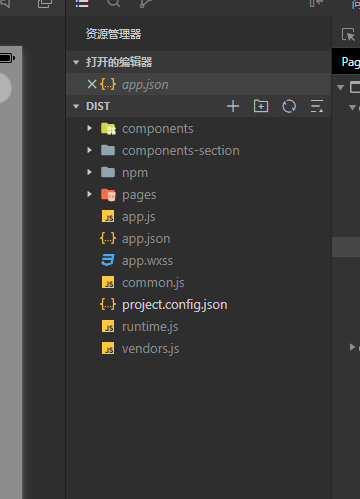 资源管理器
打开的编辑器
app.json
DIST
components
components-section
npm
pages
app.js
app.json
app.wxss
common.js
project.config.json
runtime.js
vendors.js
Pag